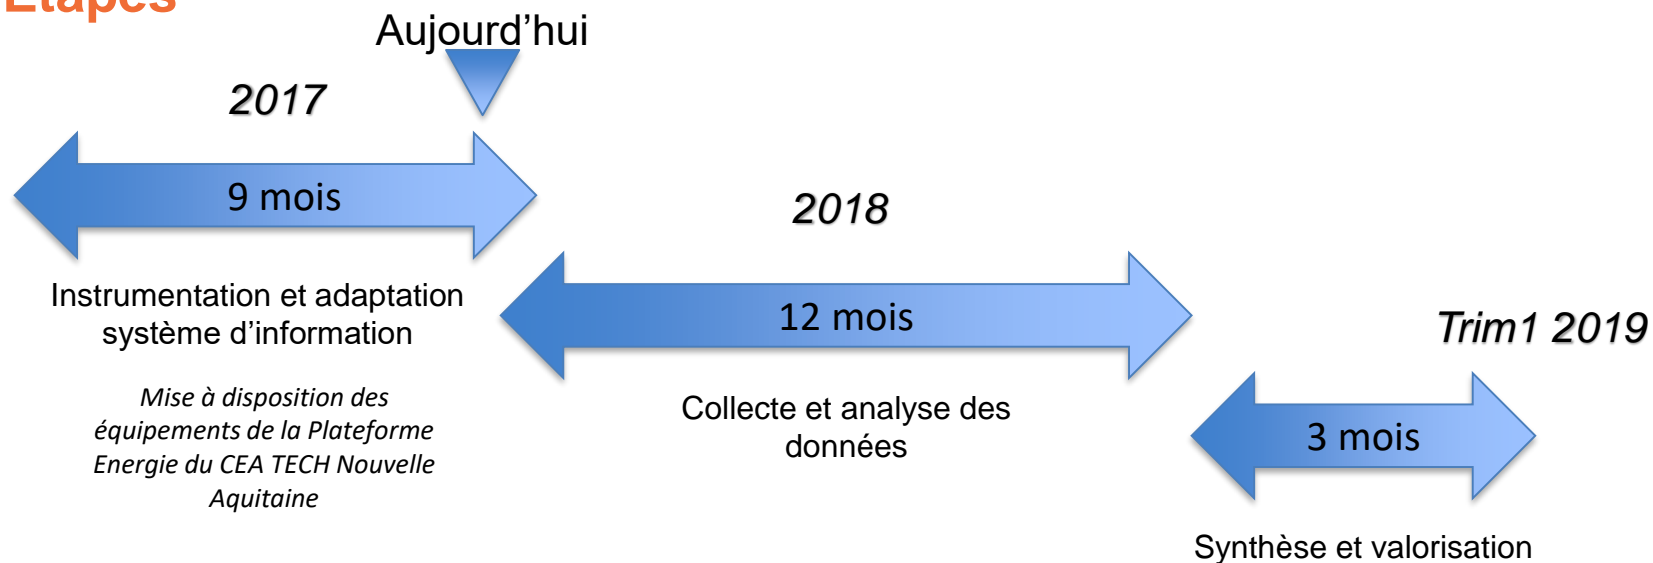 Etapes
Aujourd'hui
2017
9 mois
Instrumentation et adaptation
système d'information
Mise à disposition des
équipements de la Plateforme
Energie du CEA TECH Nouvelle
Aquitaine
2018
12 mois
Collecte et analyse des
données
Trim1 2019
3 mois
Synthèse et valorisation